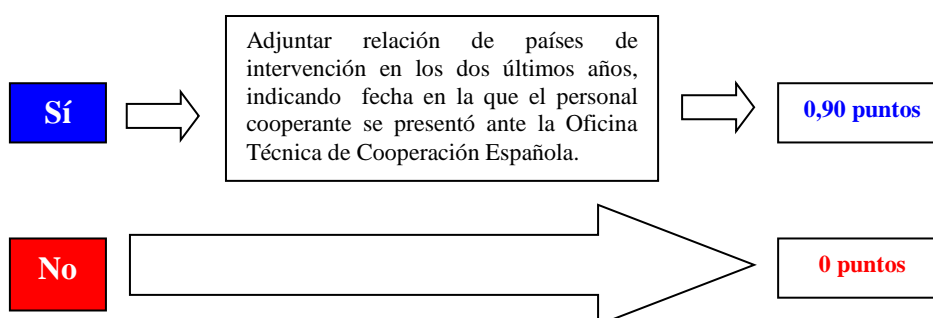 Adjuntar relación de países de
intervención en los dos últimos años,
Sí
indicando fecha en la que el personal
0,90 puntos
cooperante se presentó ante la Oficina
Técnica de Cooperación Española.
No
0 puntos